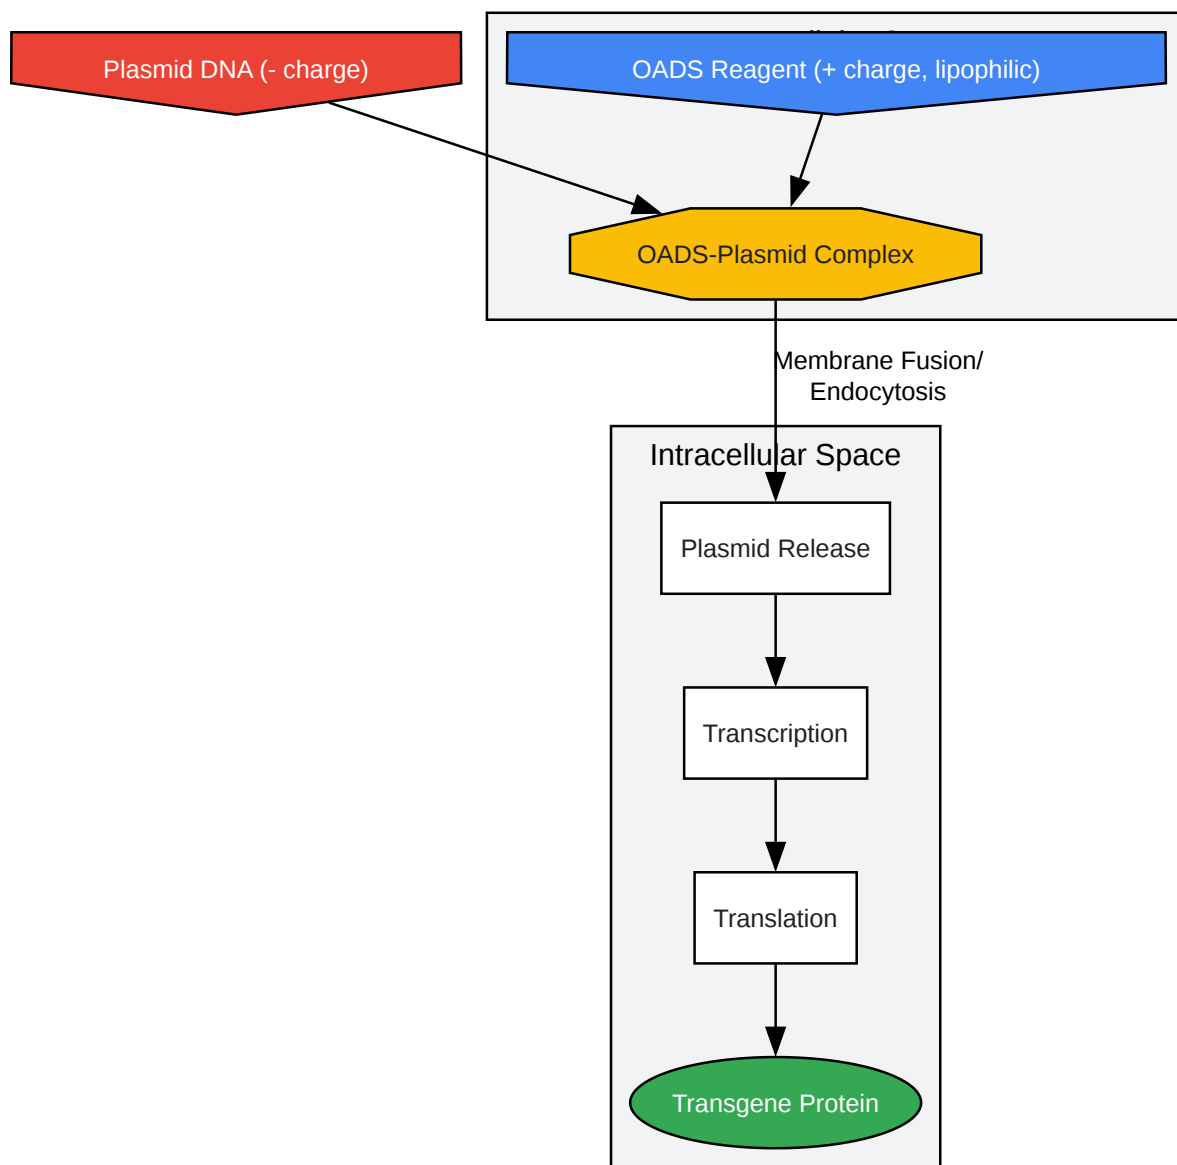 Plasmid DNA (- charge)
OADS Reagent (+ charge, lipophilic)
OADS-Plasmid Complex
Membrane Fusion/
Endocytosis
Intracellular Space
Plasmid Release
Transcription
Translation
Transgene Protein